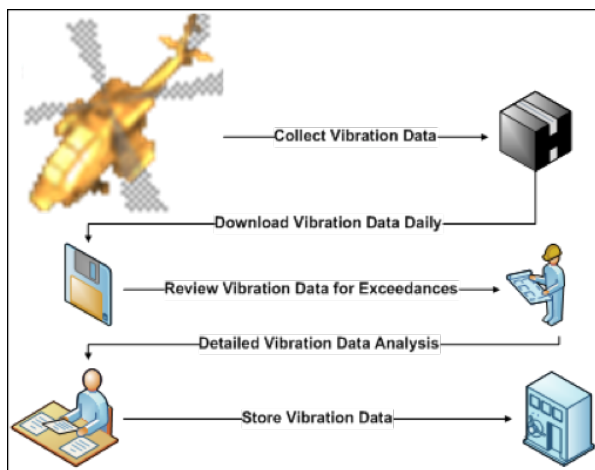 Collect Vibration Data
Download Vibration Data Daily
Review Vibration Data for Exceedances
Detailed Vibration Data Analysis
Store Vibration Data